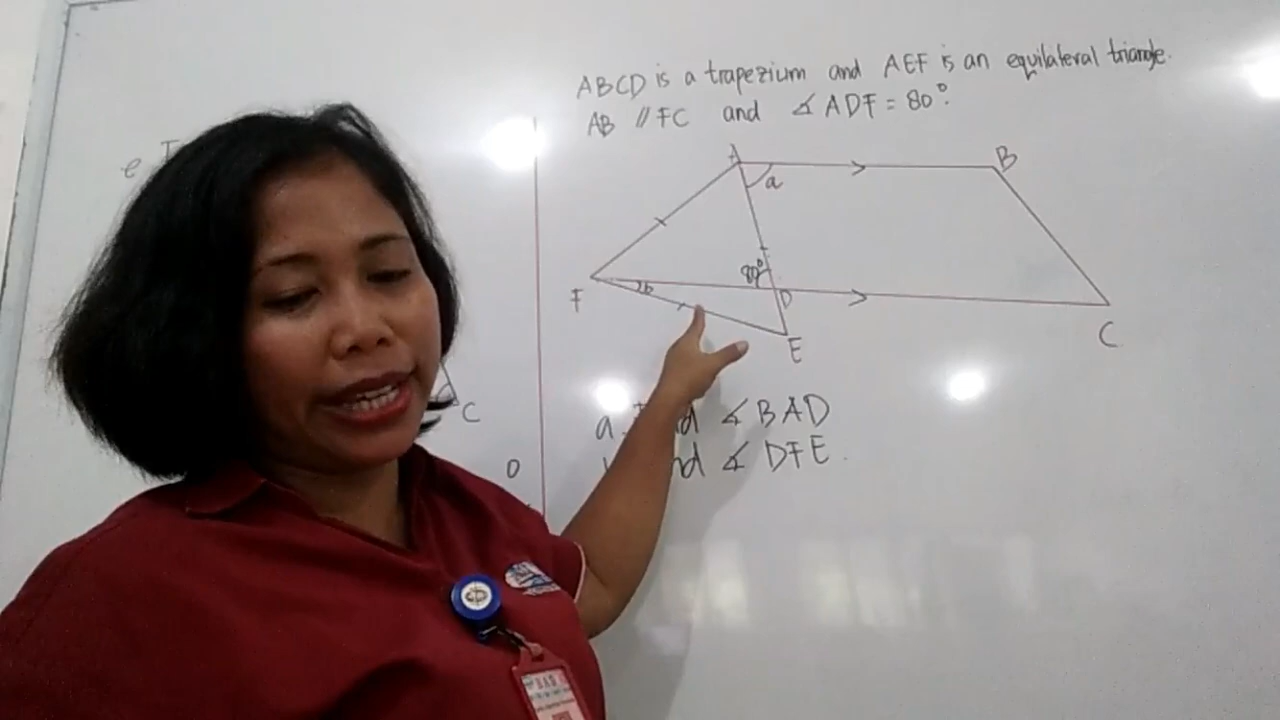 ABCD is a trapezium and AEF is an equilateral triangle.
AB // FC and ∡ ADF = 80°.
e
A
B
a
80°
F
b
D
E
C
d
C
O
a. ∡ BAD
∡ DFE.